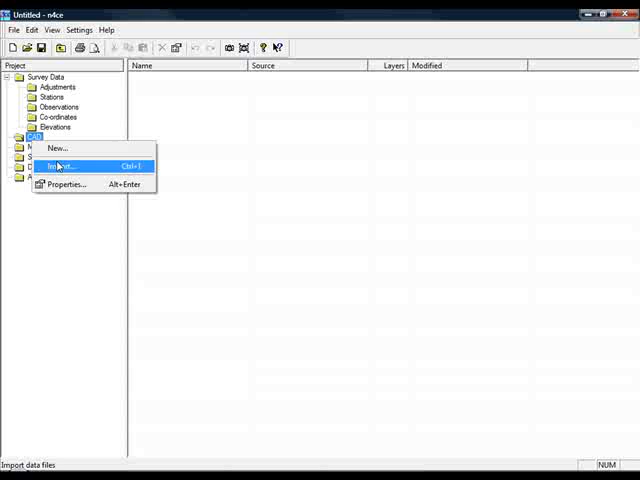 Untitled - n4ce
File Edit View Settings Help
Project Name Source Layers Modified
Survey Data
Adjustments
Stations
Observations
Co-ordinates
Elevations
CAD
New...
Import... Ctrl+I
Properties... Alt+Enter
Import data files NUM